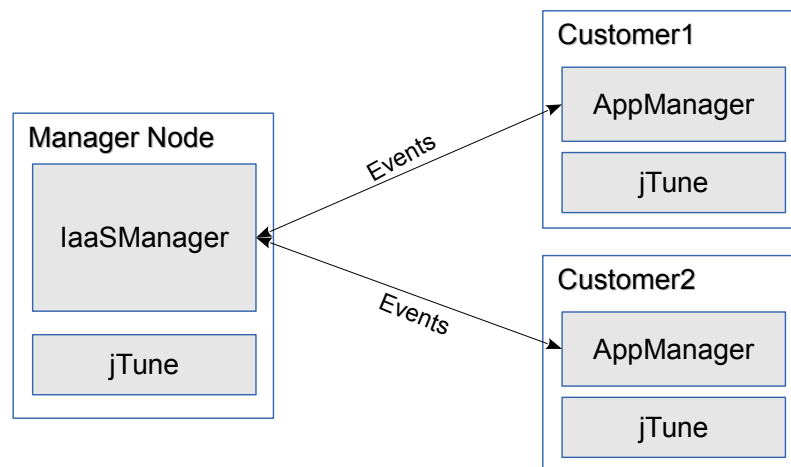 Customer1
AppManager
jTune
Manager Node
IaaSManager
jTune
Events
Events
Customer2
AppManager
jTune